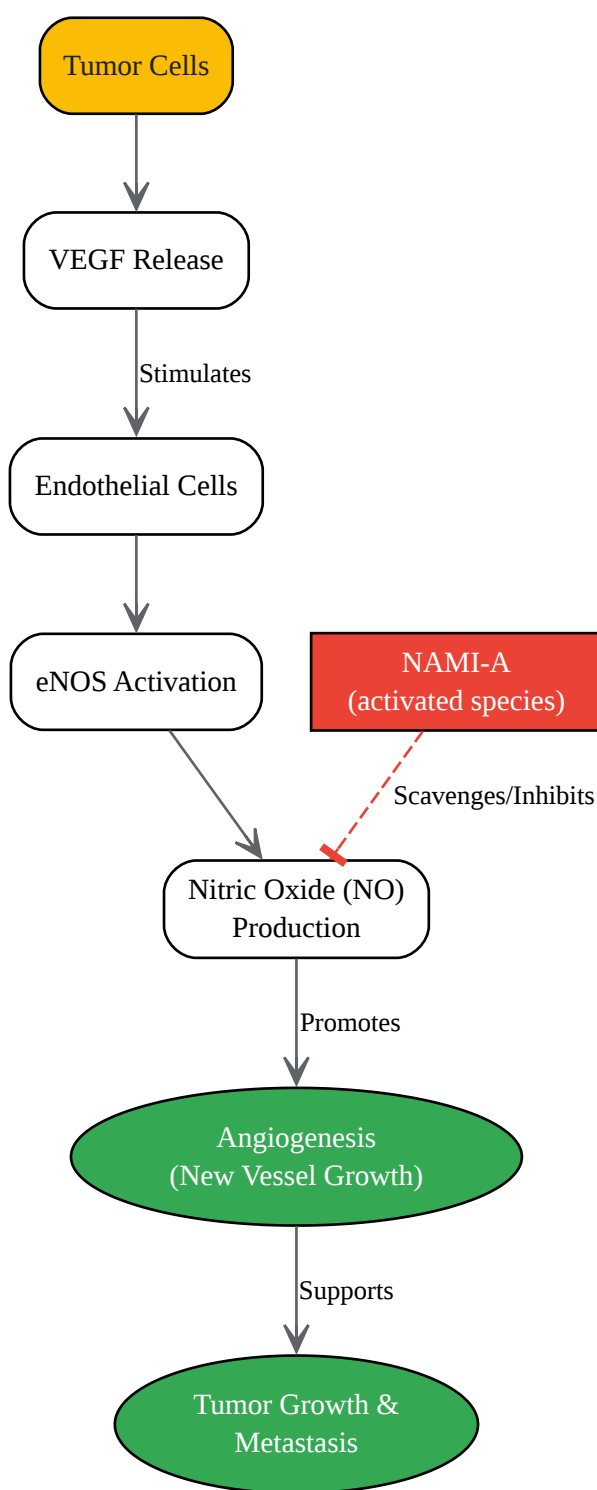 Tumor Cells
VEGF Release
Stimulates
Endothelial Cells
eNOS Activation
NAMI-A
(activated species)
Scavenges/Inhibits
Nitric Oxide (NO)
Production
Promotes
Angiogenesis
(New Vessel Growth)
Supports
Tumor Growth &
Metastasis